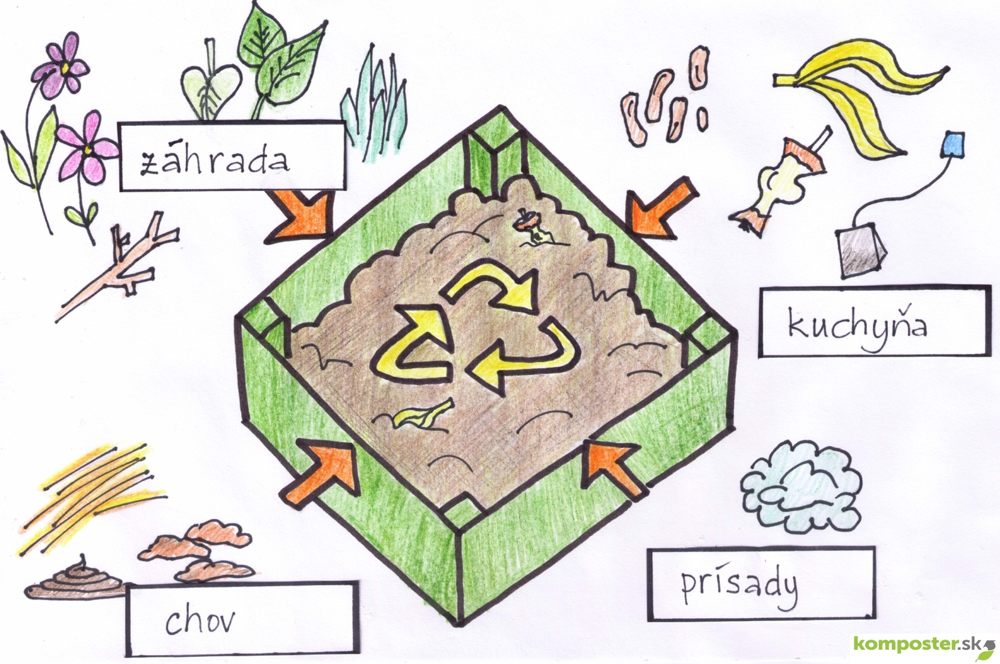 záhrada
kuchyňa
chov
prísady
komposter.sk